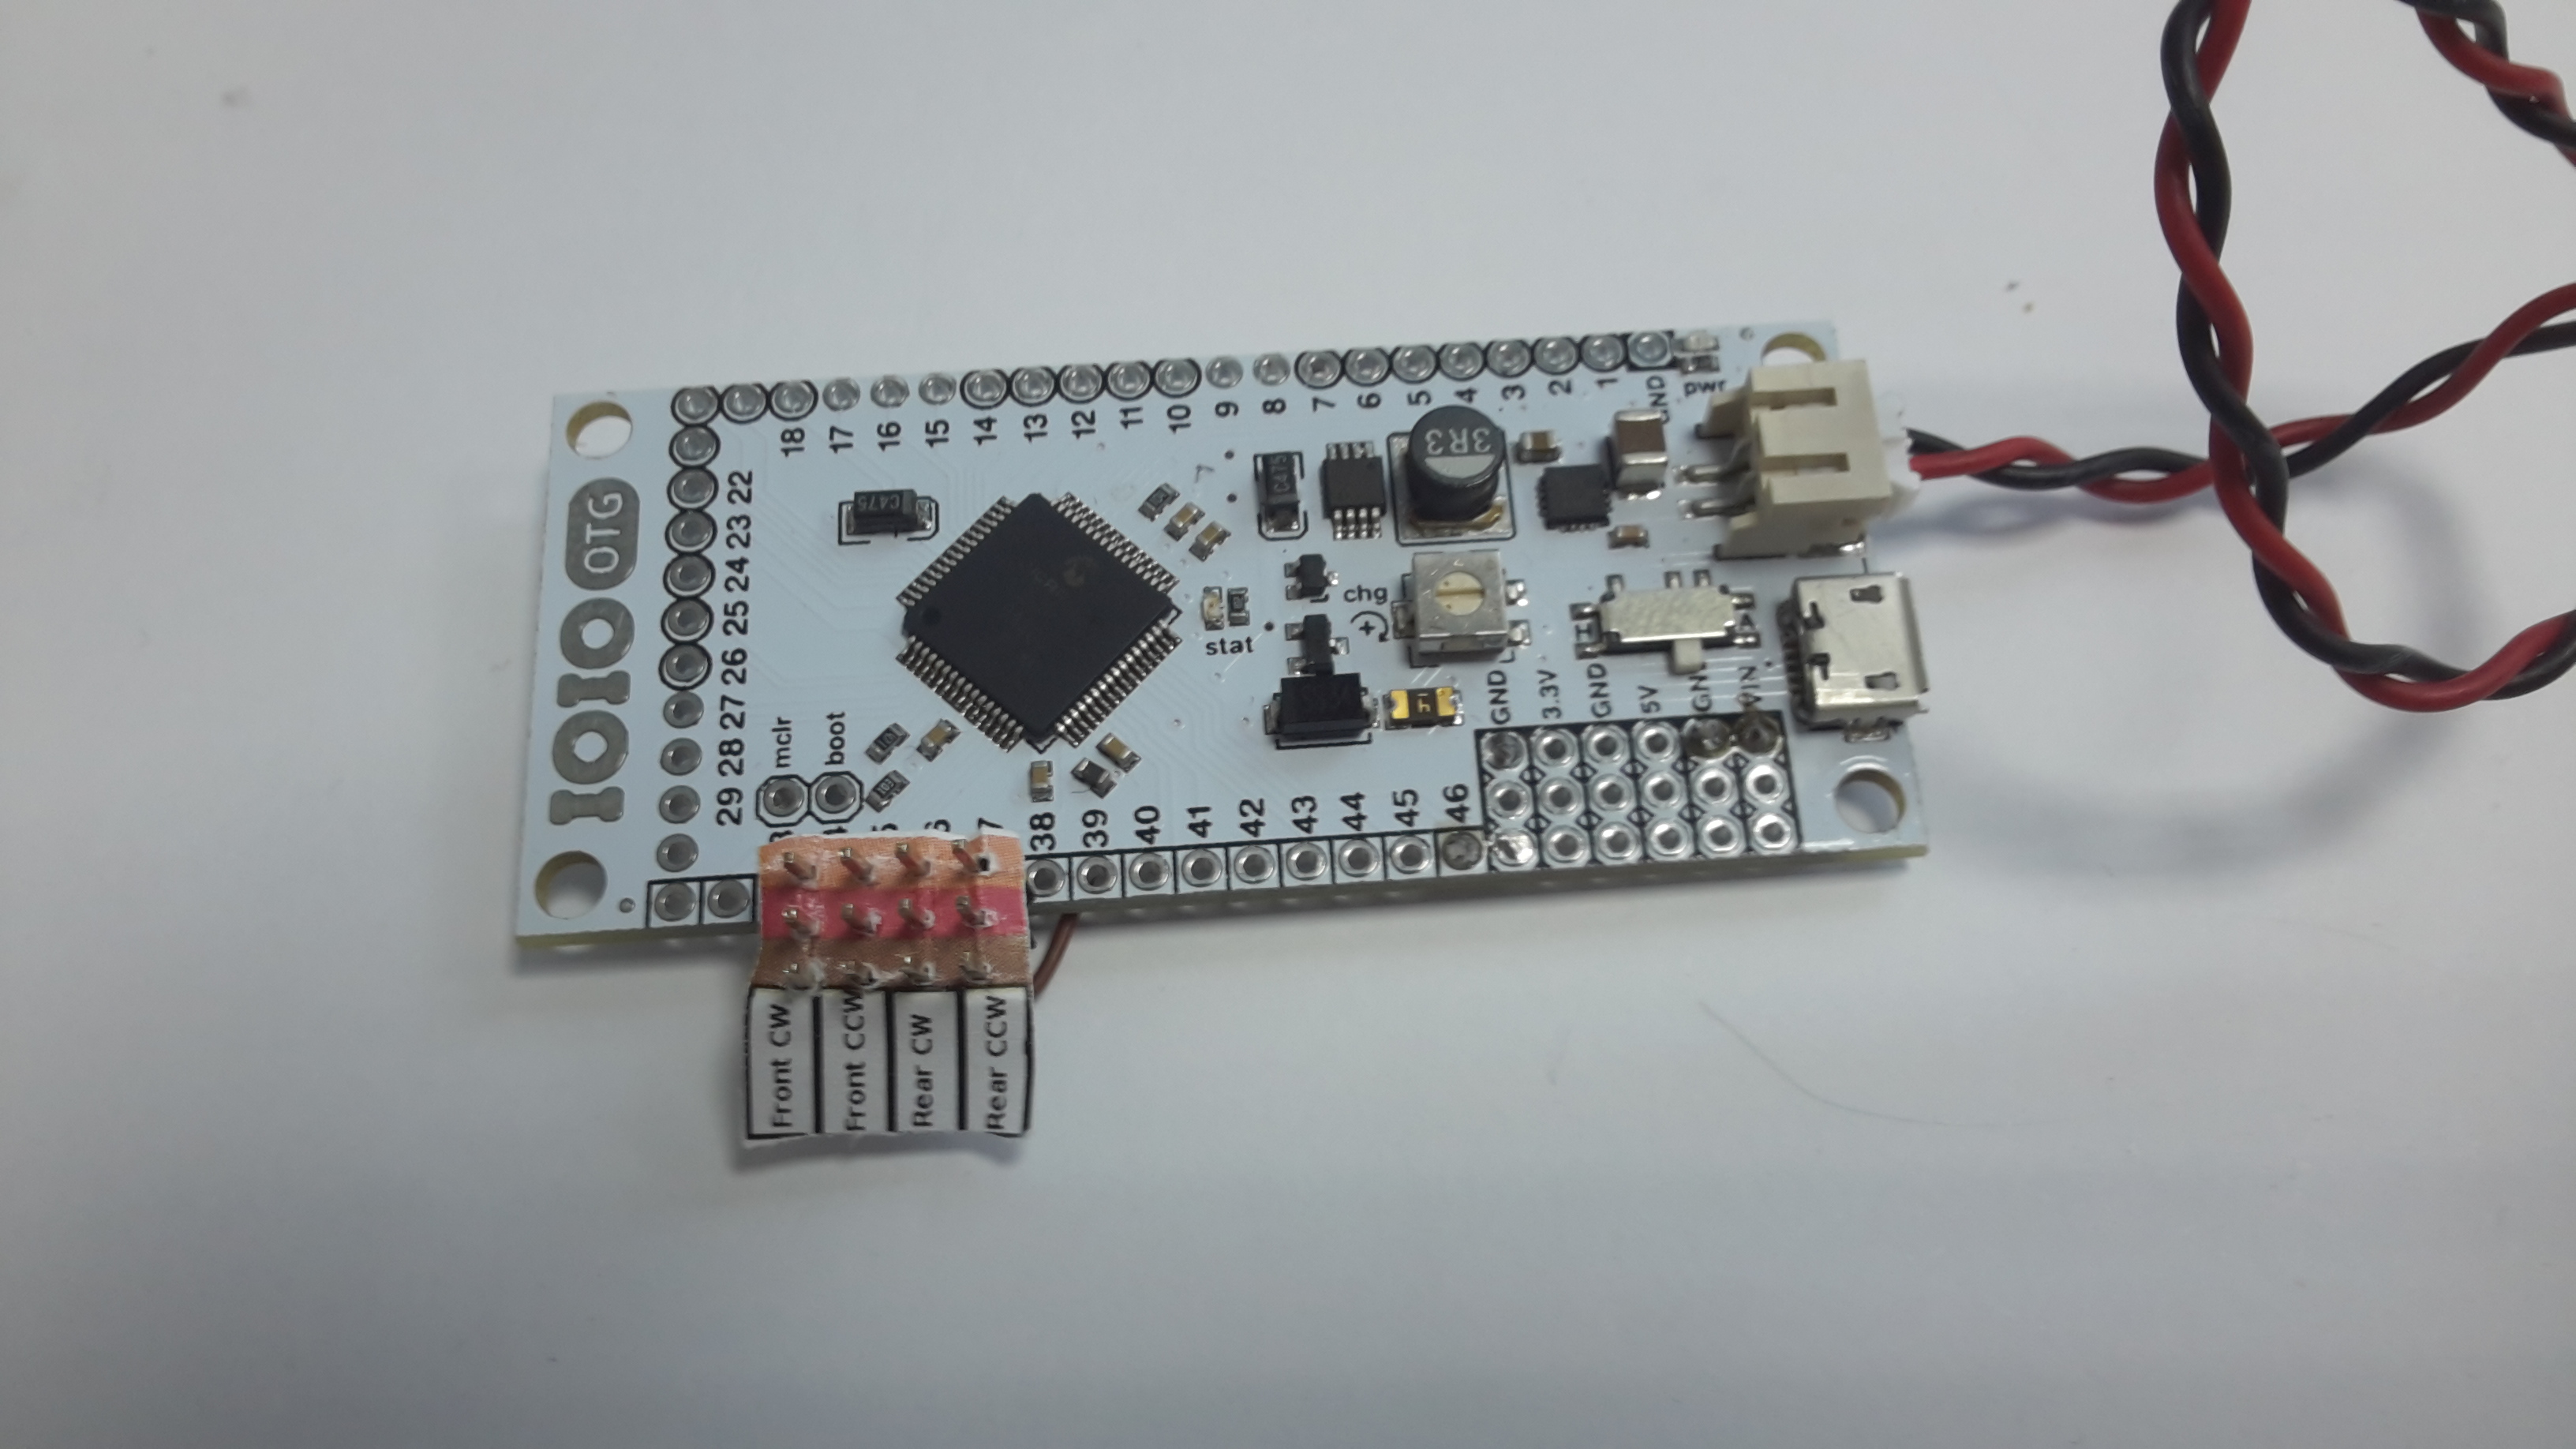 IOIO OTG
18 17 16 15 14 13 12 11 10 9 8 7 6 5 4 3 2 1 GND
pwr
22
23
24
25
26
27
28
29
mclr
boot
C475
C475
3R3
stat
chg
+
GND 3.3V GND 5V GN VIN
38 39 40 41 42 43 44 45 46
Front CW
Front CCW
Rear CW
Rear CCW